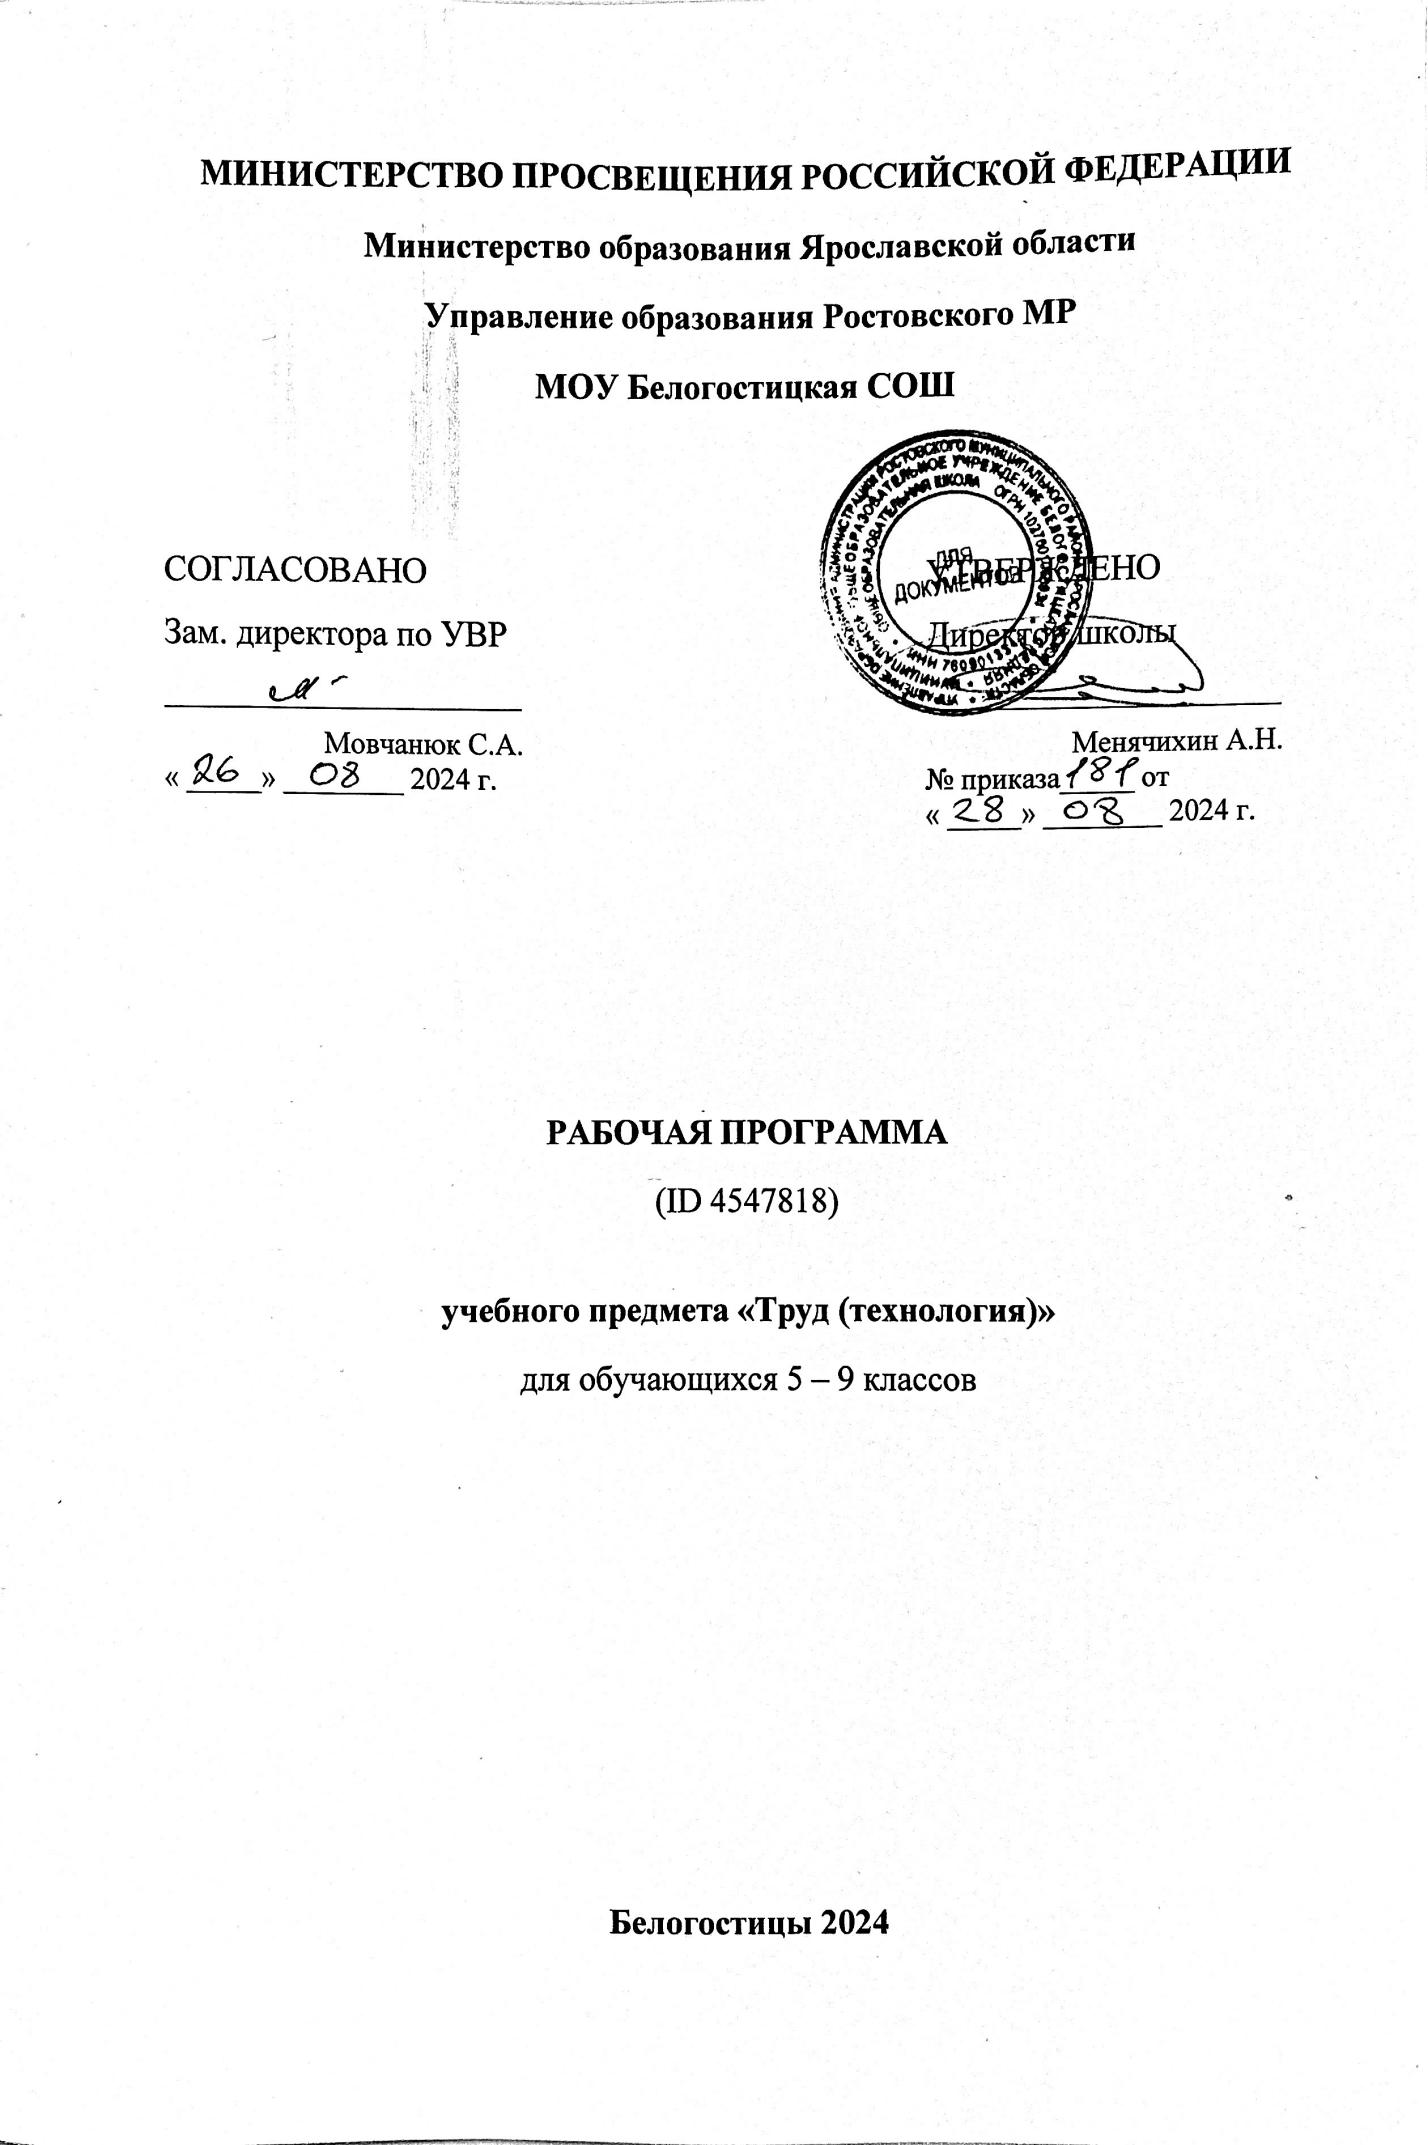 МИНИСТЕРСТВО ПРОСВЕЩЕНИЯ РОССИЙСКОЙ ФЕДЕРАЦИИ
Министерство образования Ярославской области
Управление образования Ростовского МР
МОУ Белогостицкая СОШ
СОГЛАСОВАНО
Зам. директора по УВР
Мовчанюк С.А.
« 26 » 08 2024 г.
ДЛЯ
ДОКУМЕНТОВ
УТВЕРЖДЕНО
Директор школы
Менячихин А.Н.
№ приказа 181 от
« 28 » 08 2024 г.
РАБОЧАЯ ПРОГРАММА
(ID 4547818)
учебного предмета «Труд (технология)»
для обучающихся 5 – 9 классов
Белогостицы 2024